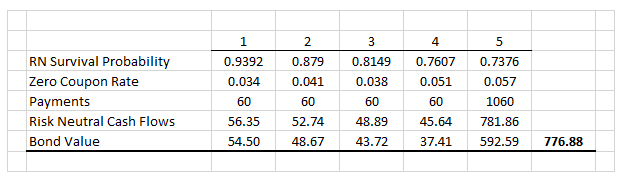 1 2 3 4 5
RN Survival Probability 0.9392 0.879 0.8149 0.7607 0.7376
Zero Coupon Rate 0.034 0.041 0.038 0.051 0.057
Payments 60 60 60 60 1060
Risk Neutral Cash Flows 56.35 52.74 48.89 45.64 781.86
Bond Value 54.50 48.67 43.72 37.41 592.59 776.88